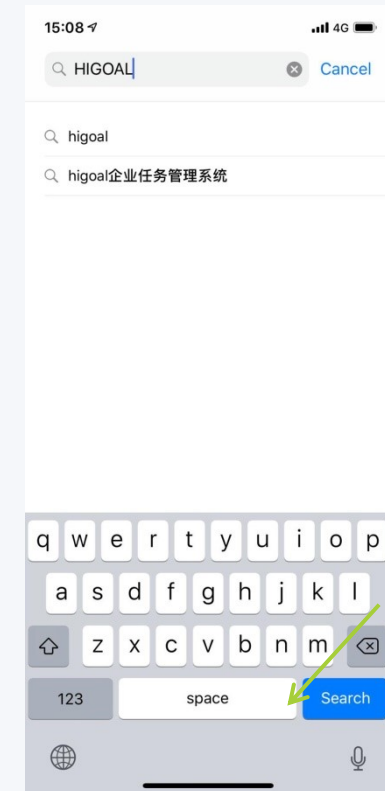 15:08 4G
HIGOAL Cancel
higoal
higoal企业任务管理系统
q w e r t y u i o p
a s d f g h j k l
z x c v b n m
123 space Search